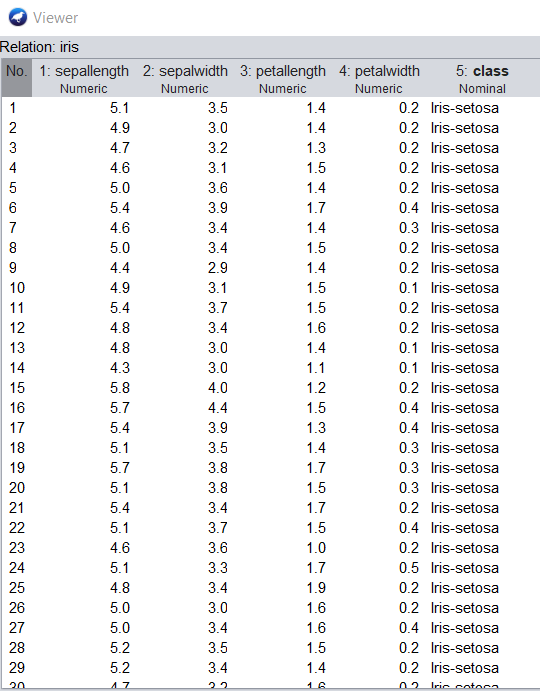 Viewer
Relation: iris
No. 1: sepallength 2: sepalwidth 3: petallength 4: petalwidth 5: class
Numeric Numeric Numeric Numeric Nominal
1 5.1 3.5 1.4 0.2 Iris-setosa
2 4.9 3.0 1.4 0.2 Iris-setosa
3 4.7 3.2 1.3 0.2 Iris-setosa
4 4.6 3.1 1.5 0.2 Iris-setosa
5 5.0 3.6 1.4 0.2 Iris-setosa
6 5.4 3.9 1.7 0.4 Iris-setosa
7 4.6 3.4 1.4 0.3 Iris-setosa
8 5.0 3.4 1.5 0.2 Iris-setosa
9 4.4 2.9 1.4 0.2 Iris-setosa
10 4.9 3.1 1.5 0.1 Iris-setosa
11 5.4 3.7 1.5 0.2 Iris-setosa
12 4.8 3.4 1.6 0.2 Iris-setosa
13 4.8 3.0 1.4 0.1 Iris-setosa
14 4.3 3.0 1.1 0.1 Iris-setosa
15 5.8 4.0 1.2 0.2 Iris-setosa
16 5.7 4.4 1.5 0.4 Iris-setosa
17 5.4 3.9 1.3 0.4 Iris-setosa
18 5.1 3.5 1.4 0.3 Iris-setosa
19 5.7 3.8 1.7 0.3 Iris-setosa
20 5.1 3.8 1.5 0.3 Iris-setosa
21 5.4 3.4 1.7 0.2 Iris-setosa
22 5.1 3.7 1.5 0.4 Iris-setosa
23 4.6 3.6 1.0 0.2 Iris-setosa
24 5.1 3.3 1.7 0.5 Iris-setosa
25 4.8 3.4 1.9 0.2 Iris-setosa
26 5.0 3.0 1.6 0.2 Iris-setosa
27 5.0 3.4 1.6 0.4 Iris-setosa
28 5.2 3.5 1.5 0.2 Iris-setosa
29 5.2 3.4 1.4 0.2 Iris-setosa
30 4.7 3.2 1.6 0.2 Iris-setosa